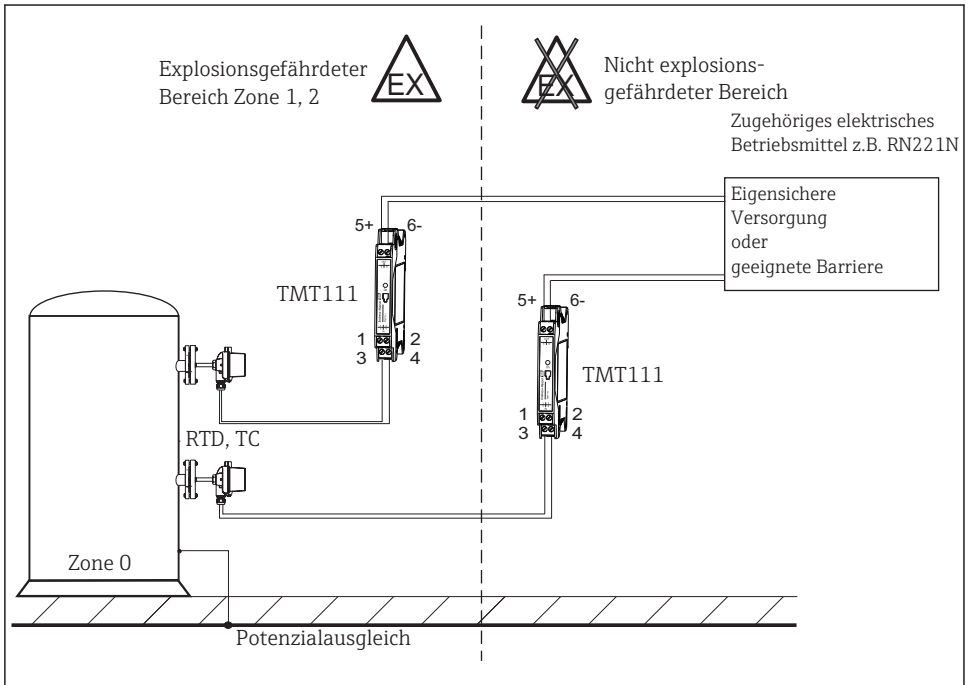 Explosionsgefährdeter
Bereich Zone 1, 2
EX
EX
Nicht explosions-
gefährdeter Bereich
Zugehöriges elektrisches
Betriebsmittel z.B. RN221N
Eigensichere
Versorgung
oder
geeignete Barriere
5+ 6-
TMT111
1 2
3 4
5+ 6-
TMT111
1 2
3 4
RTD, TC
Zone 0
Potenzialausgleich